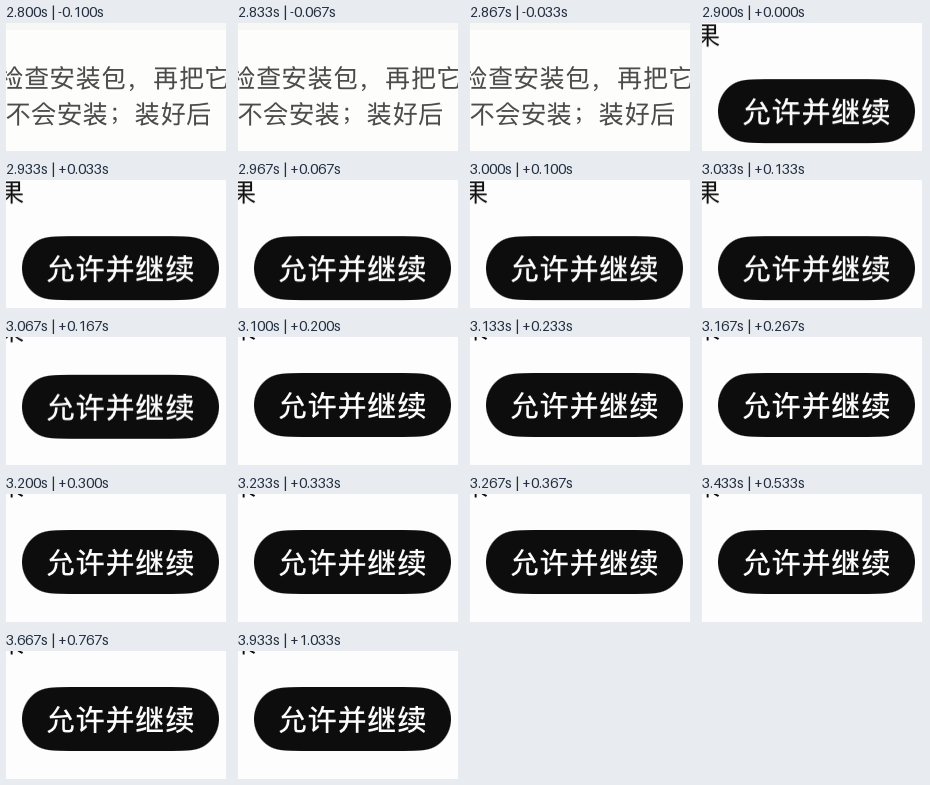 2.800s | -0.100s
检查安装包，再把它
不会安装；装好后
2.833s | -0.067s
检查安装包，再把它
不会安装；装好后
2.867s | -0.033s
检查安装包，再把它
不会安装；装好后
2.900s | +0.000s
果
允许并继续
2.933s | +0.033s
果
允许并继续
2.967s | +0.067s
果
允许并继续
3.000s | +0.100s
果
允许并继续
3.033s | +0.133s
果
允许并继续
3.067s | +0.167s
允许并继续
3.100s | +0.200s
允许并继续
3.133s | +0.233s
允许并继续
3.167s | +0.267s
允许并继续
3.200s | +0.300s
允许并继续
3.233s | +0.333s
允许并继续
3.267s | +0.367s
允许并继续
3.433s | +0.533s
允许并继续
3.667s | +0.767s
允许并继续
3.933s | +1.033s
允许并继续